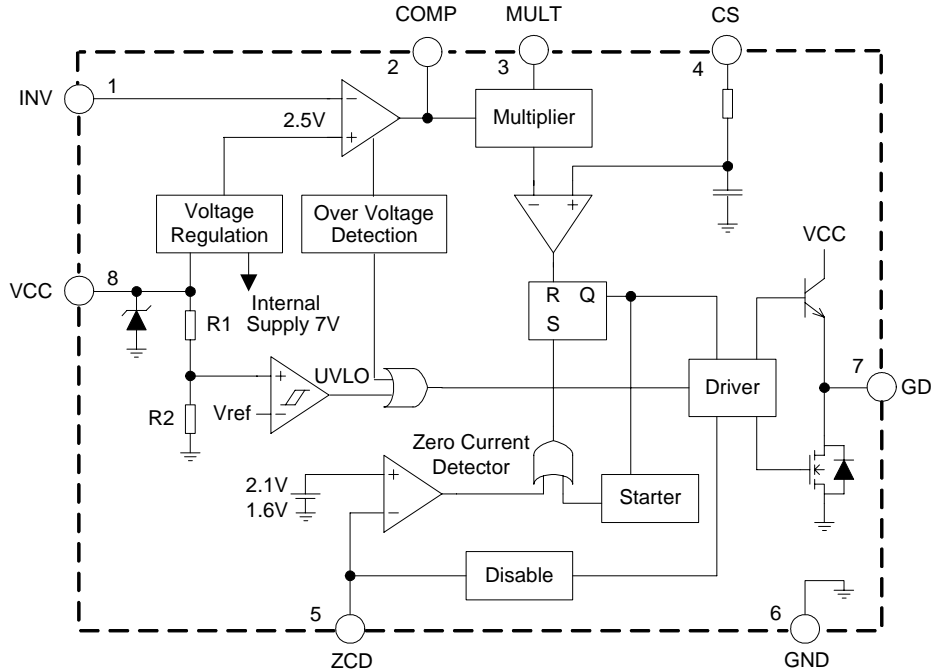 COMP
MULT
CS
2
3
4
INV
1
2.5V
−
+
Multiplier
−
+
Voltage
Regulation
Over Voltage
Detection
VCC
VCC
8
Internal
Supply 7V
R1
R
Q
S
7
GD
UVLO
+
−
Vref
R2
Driver
Zero Current
Detector
2.1V
1.6V
+
−
Starter
Disable
5
ZCD
6
GND